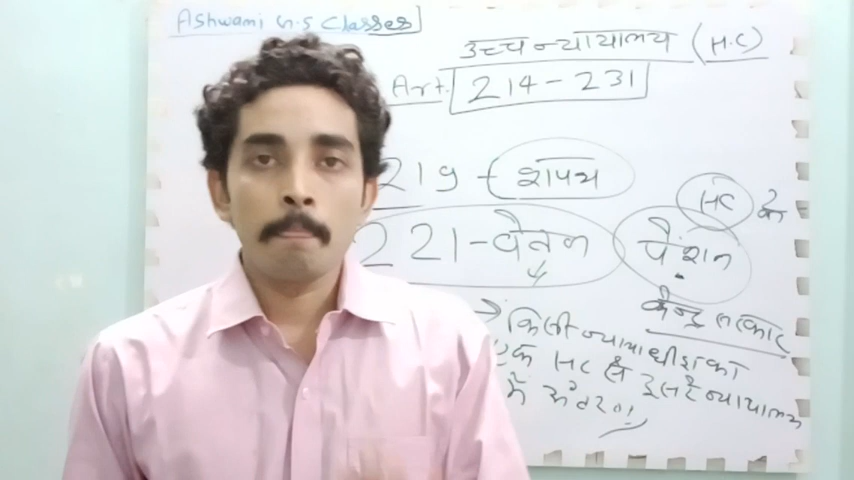 Ashwami G.S Classes
उच्च न्यायालय (H.C)
Art. 214-231
219 - शपथ
221-वेतन पेंशन HC के
केन्द्र सरकार
→ किसी न्यायाधीश का
एक HC से दूसरे न्यायालय
में अंतरण!